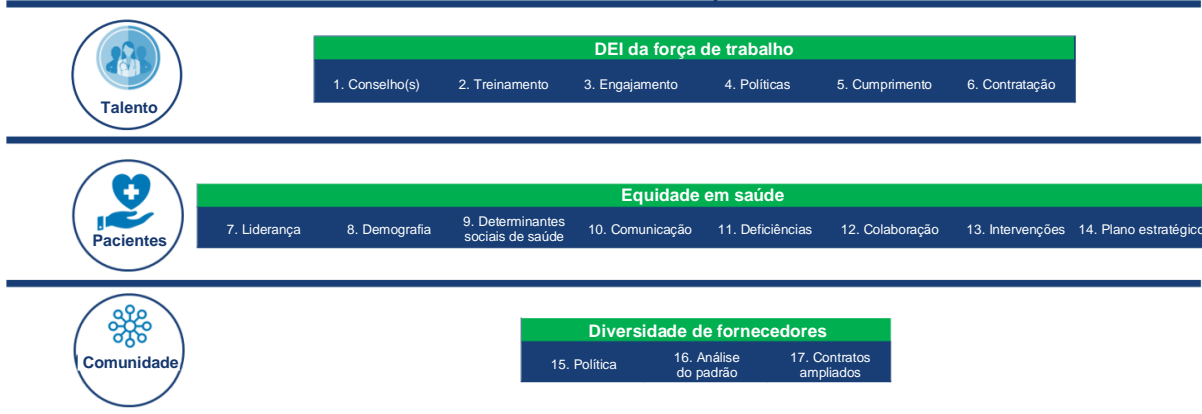 DEI da força de trabalho
1. Conselho(s) 2. Treinamento 3. Engajamento 4. Políticas 5. Cumprimento 6. Contratação
Talento
Equidade em saúde
7. Liderança 8. Demografia 9. Determinantes sociais de saúde 10. Comunicação 11. Deficiências 12. Colaboração 13. Intervenções 14. Plano estratégico
Pacientes
Diversidade de fornecedores
15. Política 16. Análise do padrão 17. Contratos ampliados
Comunidade